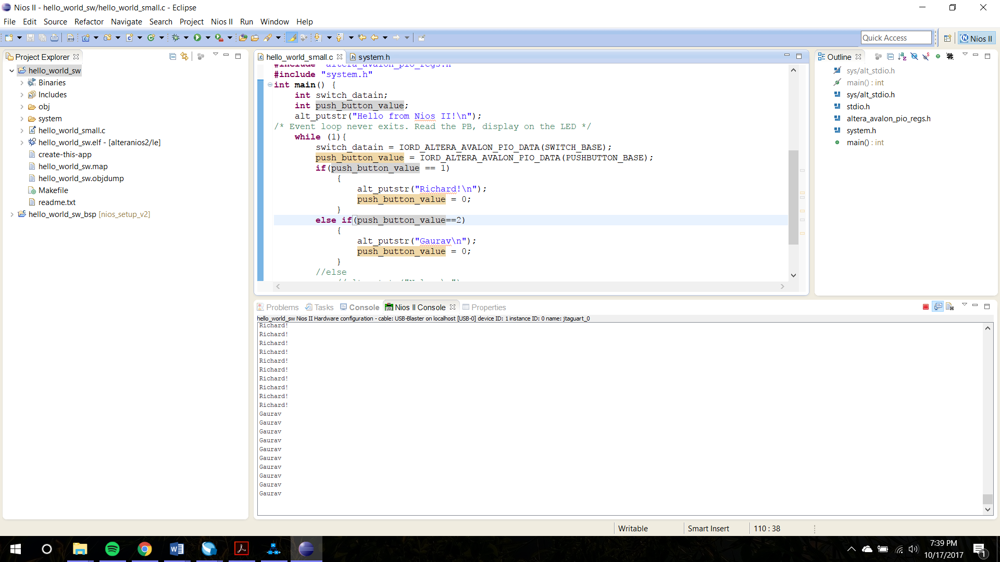 Nios II - hello_world_sw/hello_world_small.c - Eclipse
File Edit Source Refactor Navigate Search Project Nios II Run Window Help
Quick Access
Nios II
Project Explorer
hello_world_sw
Binaries
Includes
obj
system
hello_world_small.c
hello_world_sw.elf - [alteranios2/le]
create-this-app
hello_world_sw.map
hello_world_sw.objdump
Makefile
readme.txt
hello_world_sw_bsp [nios_setup_v2]
hello_world_small.c system.h
#include "altera_avalon_pio_regs.h"
#include "system.h"
int main() {
int switch_datain;
int push_button_value;
alt_putstr("Hello from Nios II!\n");
/* Event loop never exits. Read the PB, display on the LED */
while (1){
switch_datain = IORD_ALTERA_AVALON_PIO_DATA(SWITCH_BASE);
push_button_value = IORD_ALTERA_AVALON_PIO_DATA(PUSHBUTTON_BASE);
if(push_button_value == 1)
{
alt_putstr("Richard!\n");
push_button_value = 0;
}
else if(push_button_value==2)
{
alt_putstr("Gaurav\n");
push_button_value = 0;
}
//else
Outline
sys/alt_stdio.h
main() : int
sys/alt_stdio.h
stdio.h
altera_avalon_pio_regs.h
system.h
main() : int
Problems Tasks Console Nios II Console Properties
hello_world_sw Nios II Hardware configuration - cable: USB-Blaster on localhost [USB-0] device ID: 1 instance ID: 0 name: jtaguart_0
Richard!
Richard!
Richard!
Richard!
Richard!
Richard!
Richard!
Richard!
Richard!
Richard!
Gaurav
Gaurav
Gaurav
Gaurav
Gaurav
Gaurav
Gaurav
Gaurav
Gaurav
Gaurav
Writable Smart Insert 110 : 38
7:39 PM
10/17/2017
1